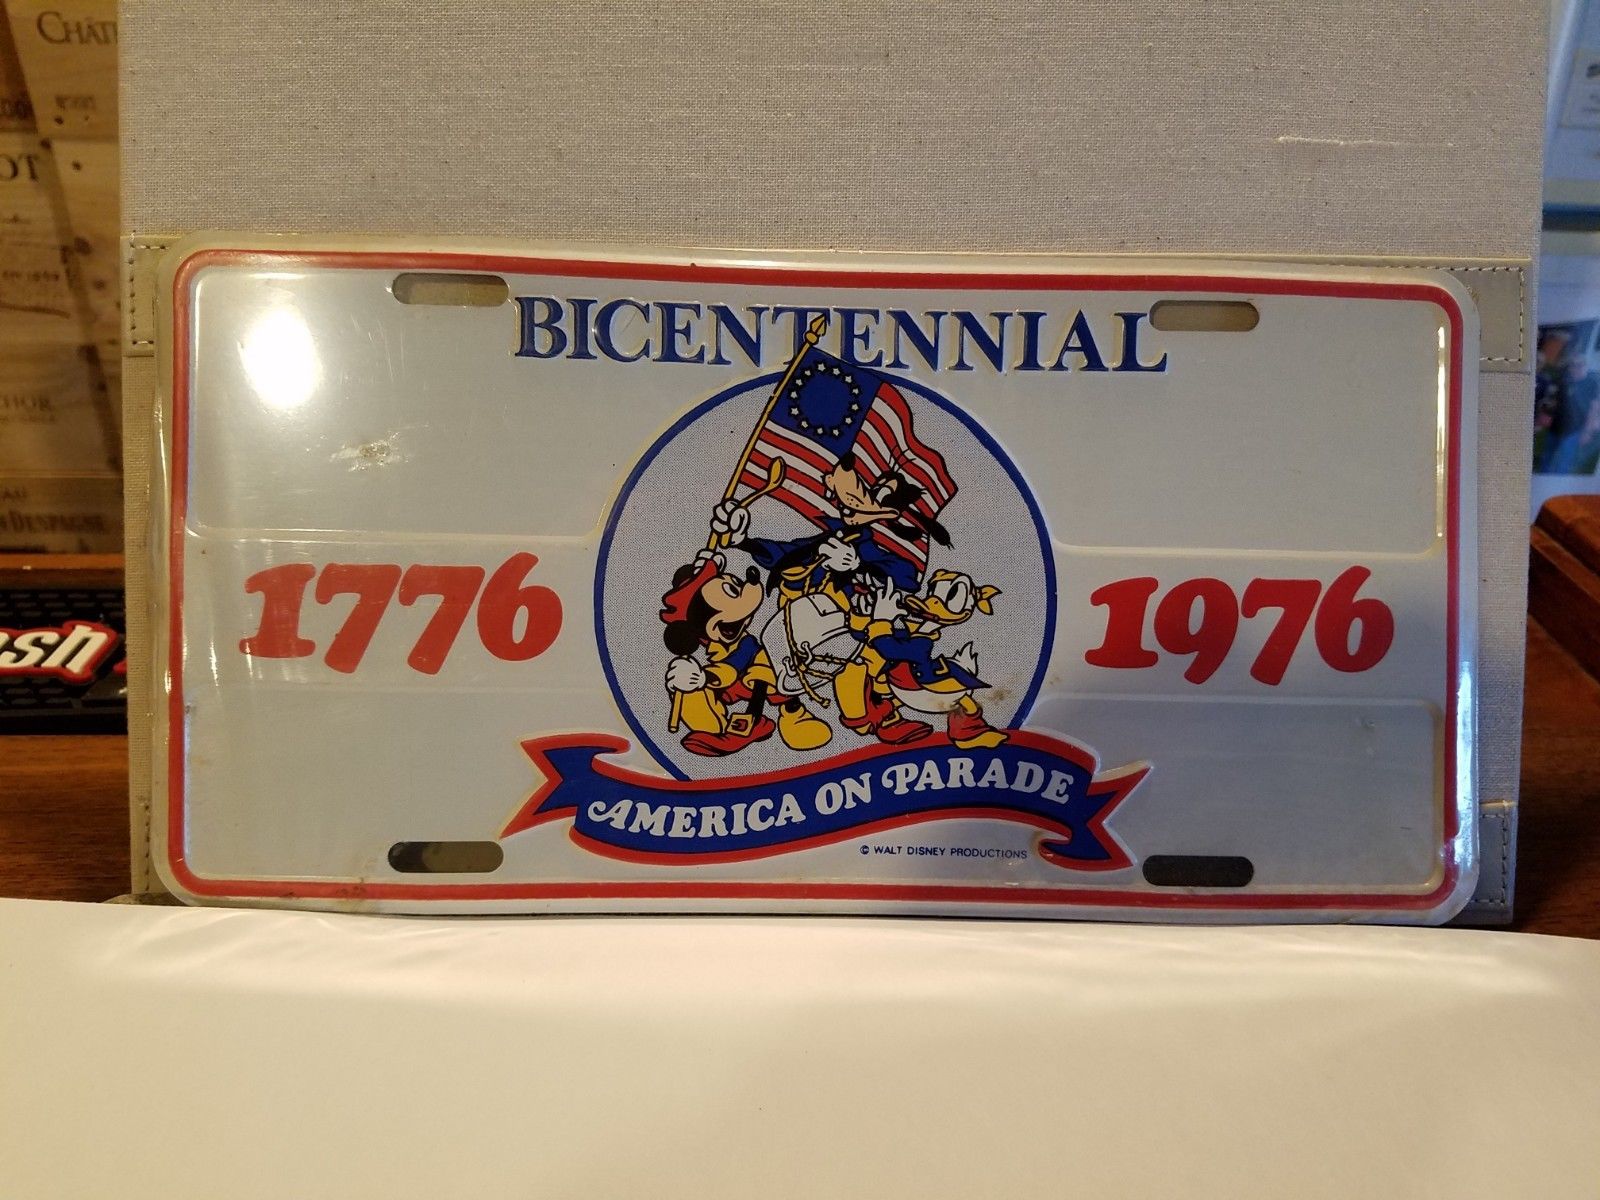 BICENTENNIAL
1776
1976
AMERICA ON PARADE
© WALT DISNEY PRODUCTIONS